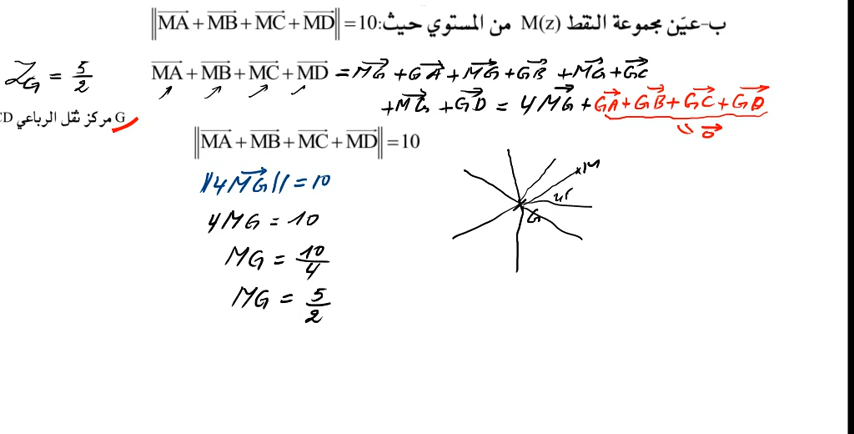 ب-عيّن مجموعة النقط M(z) من المستوي حيث: ||MA + MB + MC + MD|| = 10
Z_G = 5/2
MA + MB + MC + MD = MG + GA + MG + GB + MG + GC
+ MG + GD = 4MG + GA + GB + GC + GD
= 0
G مركز ثقل الرباعي CD
||MA + MB + MC + MD|| = 10
||4MG|| = 10
4MG = 10
MG = 10/4
MG = 5/2
M
G